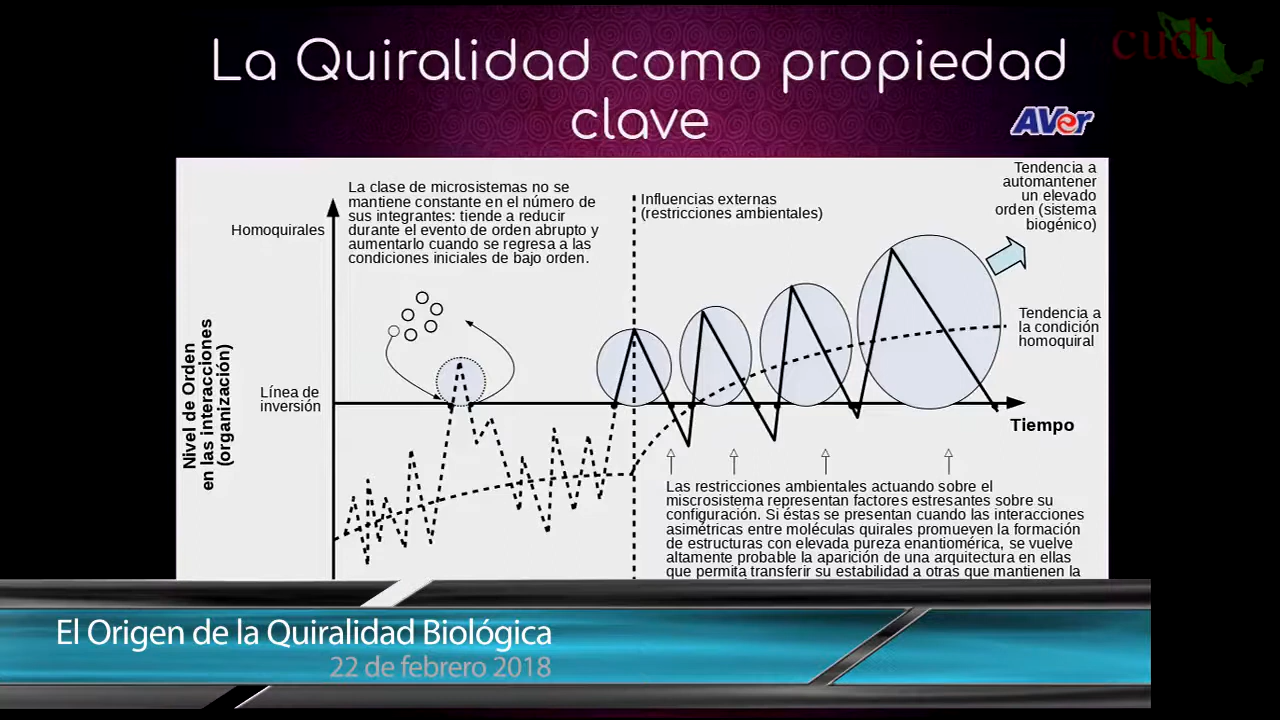 La Quiralidad como propiedad
clave
cudi
AVer
La clase de microsistemas no se
mantiene constante en el número de
sus integrantes: tiende a reducir
durante el evento de orden abrupto y
aumentarlo cuando se regresa a las
condiciones iniciales de bajo orden.
Influencias externas
(restricciones ambientales)
Tendencia a
automantener
un elevado
orden (sistema
biogénico)
Homoquirales
Tendencia a
la condición
homoquiral
Nivel de Orden
en las interacciones
(organización)
Línea de
inversión
Tiempo
Las restricciones ambientales actuando sobre el
miscrosistema representan factores estresantes sobre su
configuración. Si éstas se presentan cuando las interacciones
asimétricas entre moléculas quirales promueven la formación
de estructuras con elevada pureza enantiomérica, se vuelve
altamente probable la aparición de una arquitectura en ellas
que permita transferir su estabilidad a otras que mantienen la
El Origen de la Quiralidad Biológica
22 de febrero 2018